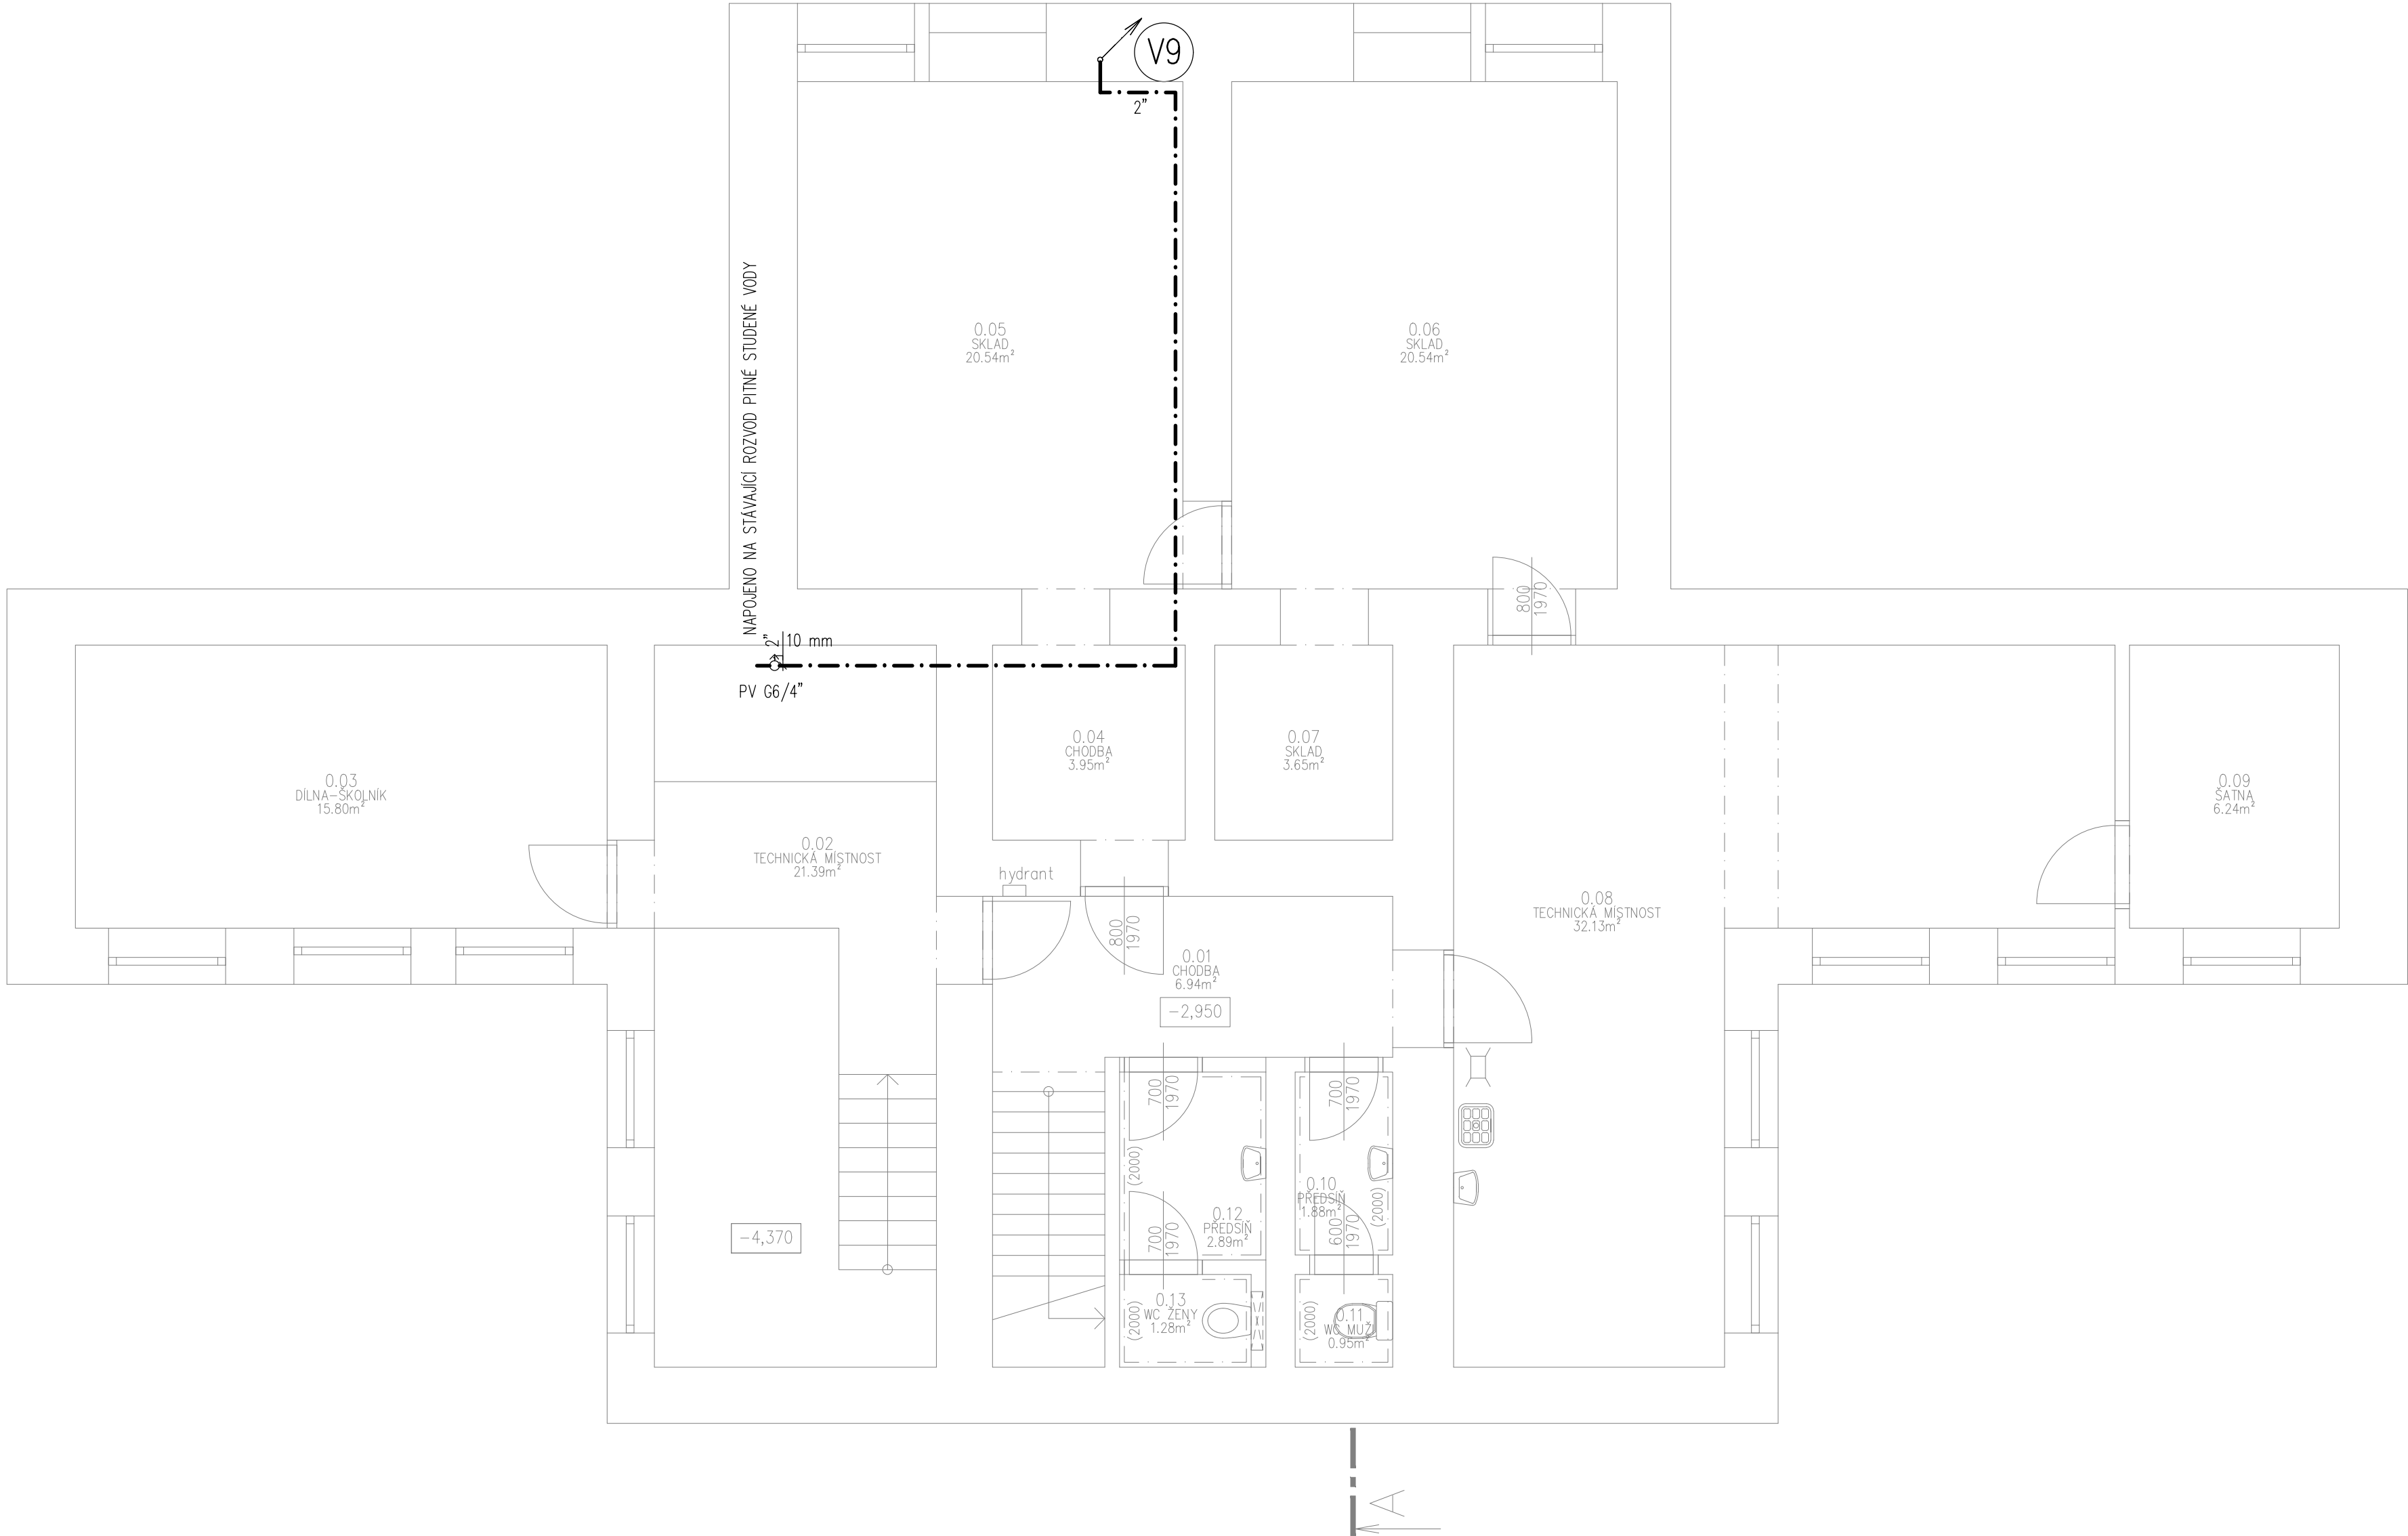 V9
2"
NAPOJENO NA STÁVAJÍCÍ ROZVOD PITNÉ STUDENÉ VODY
0.05
SKLAD
20.54m²
0.06
SKLAD
20.54m²
800
1970
2"
10 mm
PV G6/4"
0.04
CHODBA
3.95m²
0.07
SKLAD
3.65m²
0.03
DÍLNA-ŠKOLNÍK
15.80m²
0.09
ŠATNA
6.24m²
0.02
TECHNICKÁ MÍSTNOST
21.39m²
hydrant
0.08
TECHNICKÁ MÍSTNOST
32.13m²
800
1970
0.01
CHODBA
6.94m²
-2,950
700
1970
700
1970
(2000)
0.10
PŘEDSÍŇ
1.88m²
(2000)
0.12
PŘEDSÍŇ
2.89m²
700
1970
600
1970
-4,370
0.13
WC ŽENY
1.28m²
(2000)
0.11
WC MUŽI
0.95m²
(2000)
A